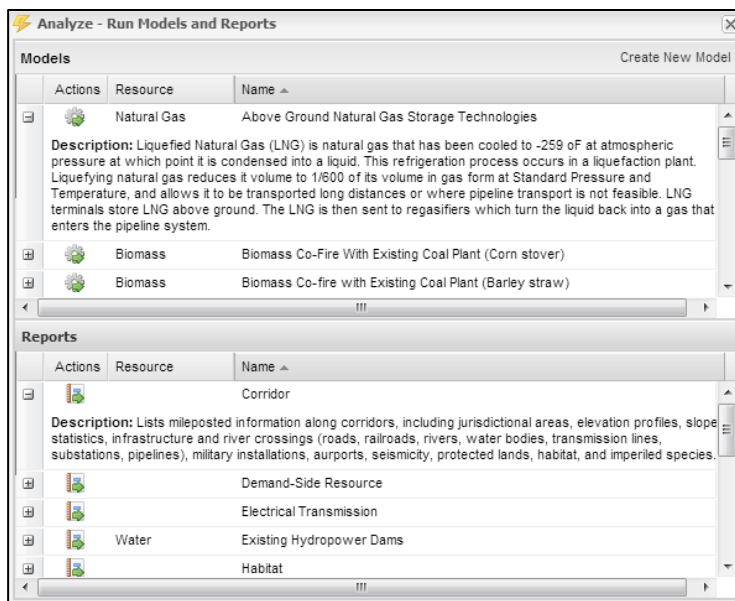 Analyze - Run Models and Reports
Models Create New Model
Actions Resource Name
Natural Gas Above Ground Natural Gas Storage Technologies
Description: Liquefied Natural Gas (LNG) is natural gas that has been cooled to -259 oF at atmospheric
pressure at which point it is condensed into a liquid. This refrigeration process occurs in a liquefaction plant.
Liquefying natural gas reduces it volume to 1/600 of its volume in gas form at Standard Pressure and
Temperature, and allows it to be transported long distances or where pipeline transport is not feasible. LNG
terminals store LNG above ground. The LNG is then sent to regasifiers which turn the liquid back into a gas that
enters the pipeline system.
Biomass Biomass Co-Fire With Existing Coal Plant (Corn stover)
Biomass Biomass Co-fire with Existing Coal Plant (Barley straw)
Reports
Actions Resource Name
Corridor
Description: Lists mileposted information along corridors, including jurisdictional areas, elevation profiles, slope
statistics, infrastructure and river crossings (roads, railroads, rivers, water bodies, transmission lines,
substations, pipelines), military installations, aurports, seismicity, protected lands, habitat, and imperiled species.
Demand-Side Resource
Electrical Transmission
Water Existing Hydropower Dams
Habitat